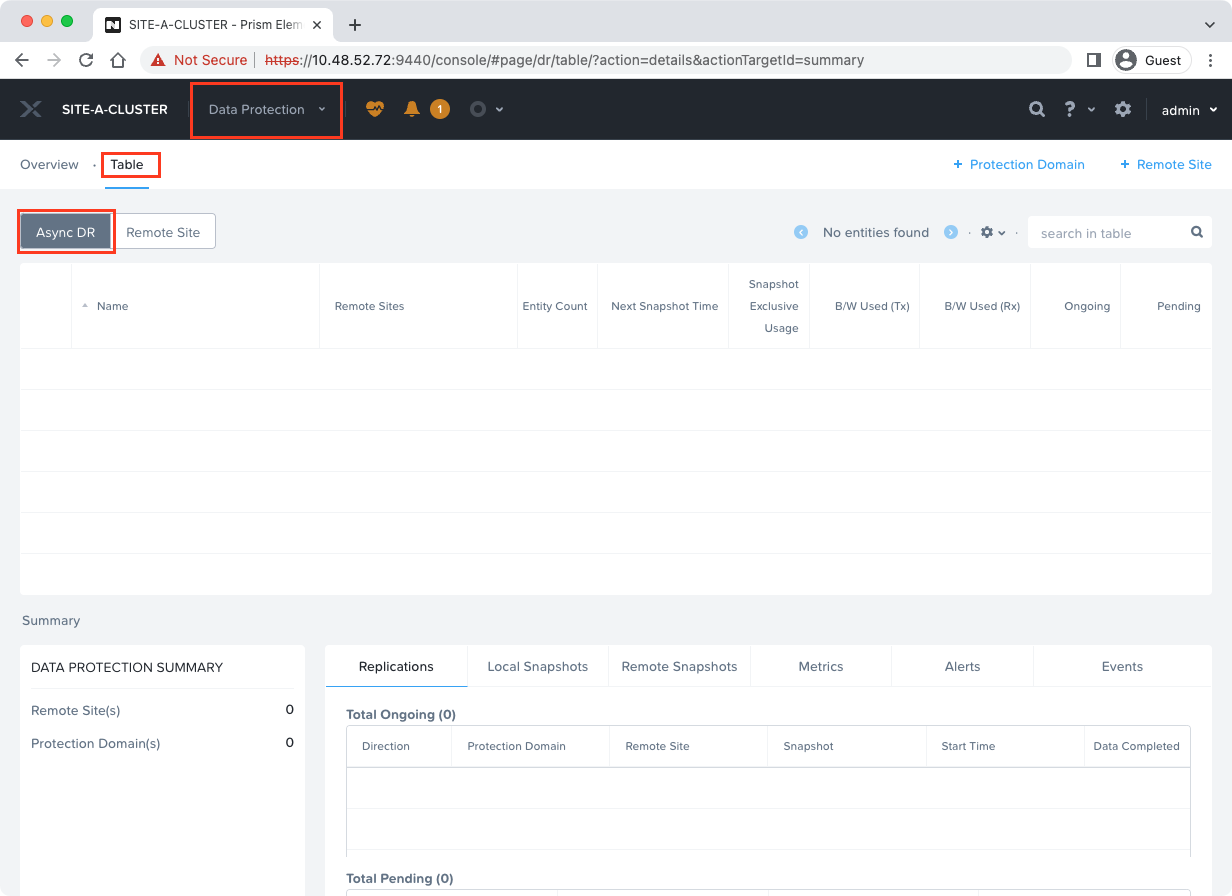 SITE-A-CLUSTER - Prism Elem
Not Secure https://10.48.52.72:9440/console/#page/dr/table/?action=details&actionTargetId=summary Guest
SITE-A-CLUSTER Data Protection 1 ? admin
Overview · Table + Protection Domain + Remote Site
Async DR Remote Site No entities found search in table
Name Remote Sites Entity Count Next Snapshot Time Snapshot Exclusive Usage B/W Used (Tx) B/W Used (Rx) Ongoing Pending
Summary
DATA PROTECTION SUMMARY
Remote Site(s) 0
Protection Domain(s) 0
Replications Local Snapshots Remote Snapshots Metrics Alerts Events
Total Ongoing (0)
Direction Protection Domain Remote Site Snapshot Start Time Data Completed
Total Pending (0)